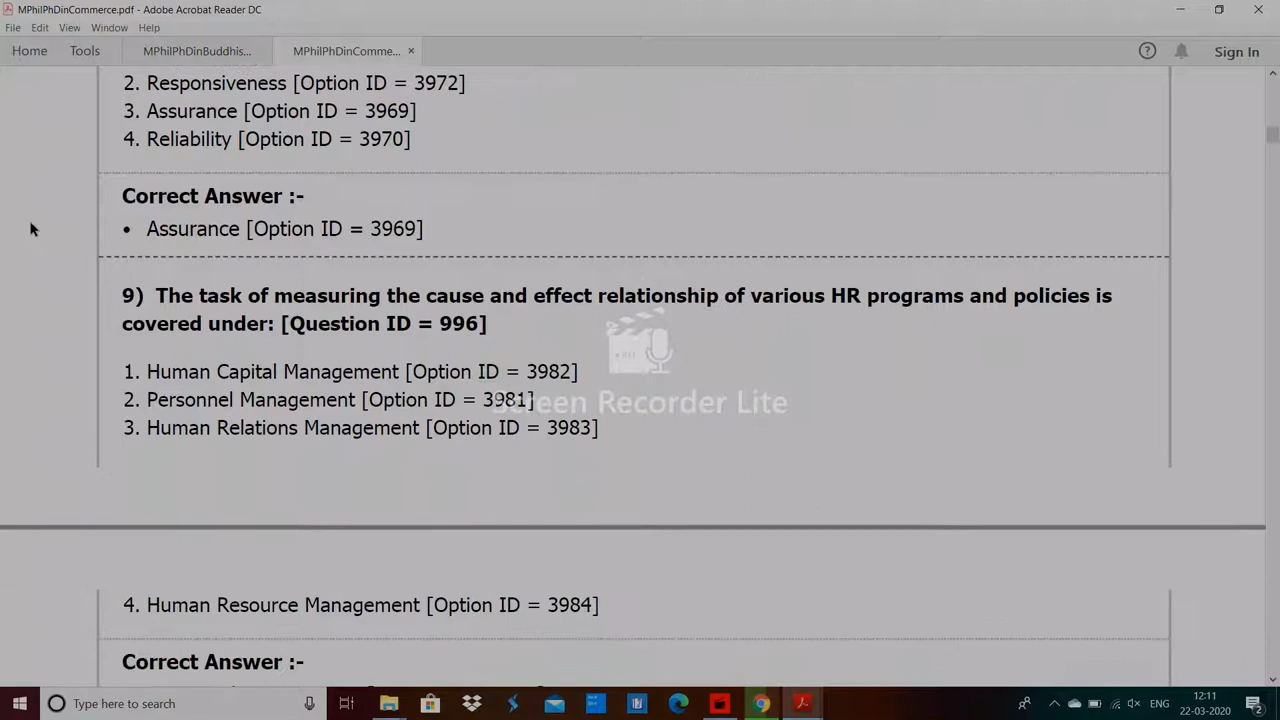 MPhilPhDinCommerce.pdf - Adobe Acrobat Reader DC
File Edit View Window Help
Home Tools MPhilPhDinBuddhis... MPhilPhDinComme... × Sign In
2. Responsiveness [Option ID = 3972]
3. Assurance [Option ID = 3969]
4. Reliability [Option ID = 3970]
Correct Answer :-
• Assurance [Option ID = 3969]
9) The task of measuring the cause and effect relationship of various HR programs and policies is
covered under: [Question ID = 996]
1. Human Capital Management [Option ID = 3982]
2. Personnel Management [Option ID = 3981]
3. Human Relations Management [Option ID = 3983]
Screen Recorder Lite
4. Human Resource Management [Option ID = 3984]
Correct Answer :-
Type here to search
ENG
12:11
22-03-2020
2